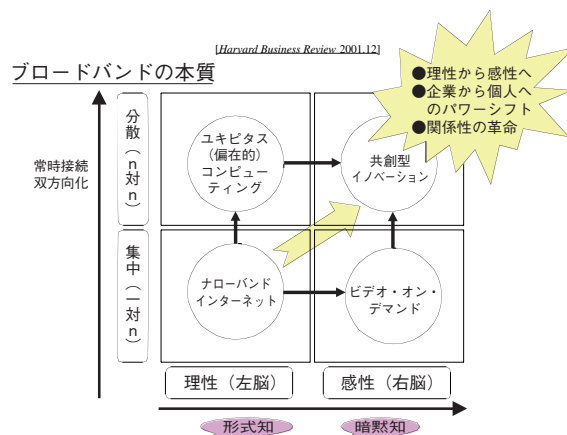 [Harvard Business Review 2001.12]
ブロードバンドの本質
●理性から感性へ
●企業から個人へ
のパワーシフト
●関係性の革命
常時接続
双方向化
分散（n対n）
ユキピタス
（偏在的）
コンピュー
ティング
共創型
イノベーション
集中（一対n）
ナローバンド
インターネット
ビデオ・オン・
デマンド
理性（左脳）
感性（右脳）
形式知
暗黙知